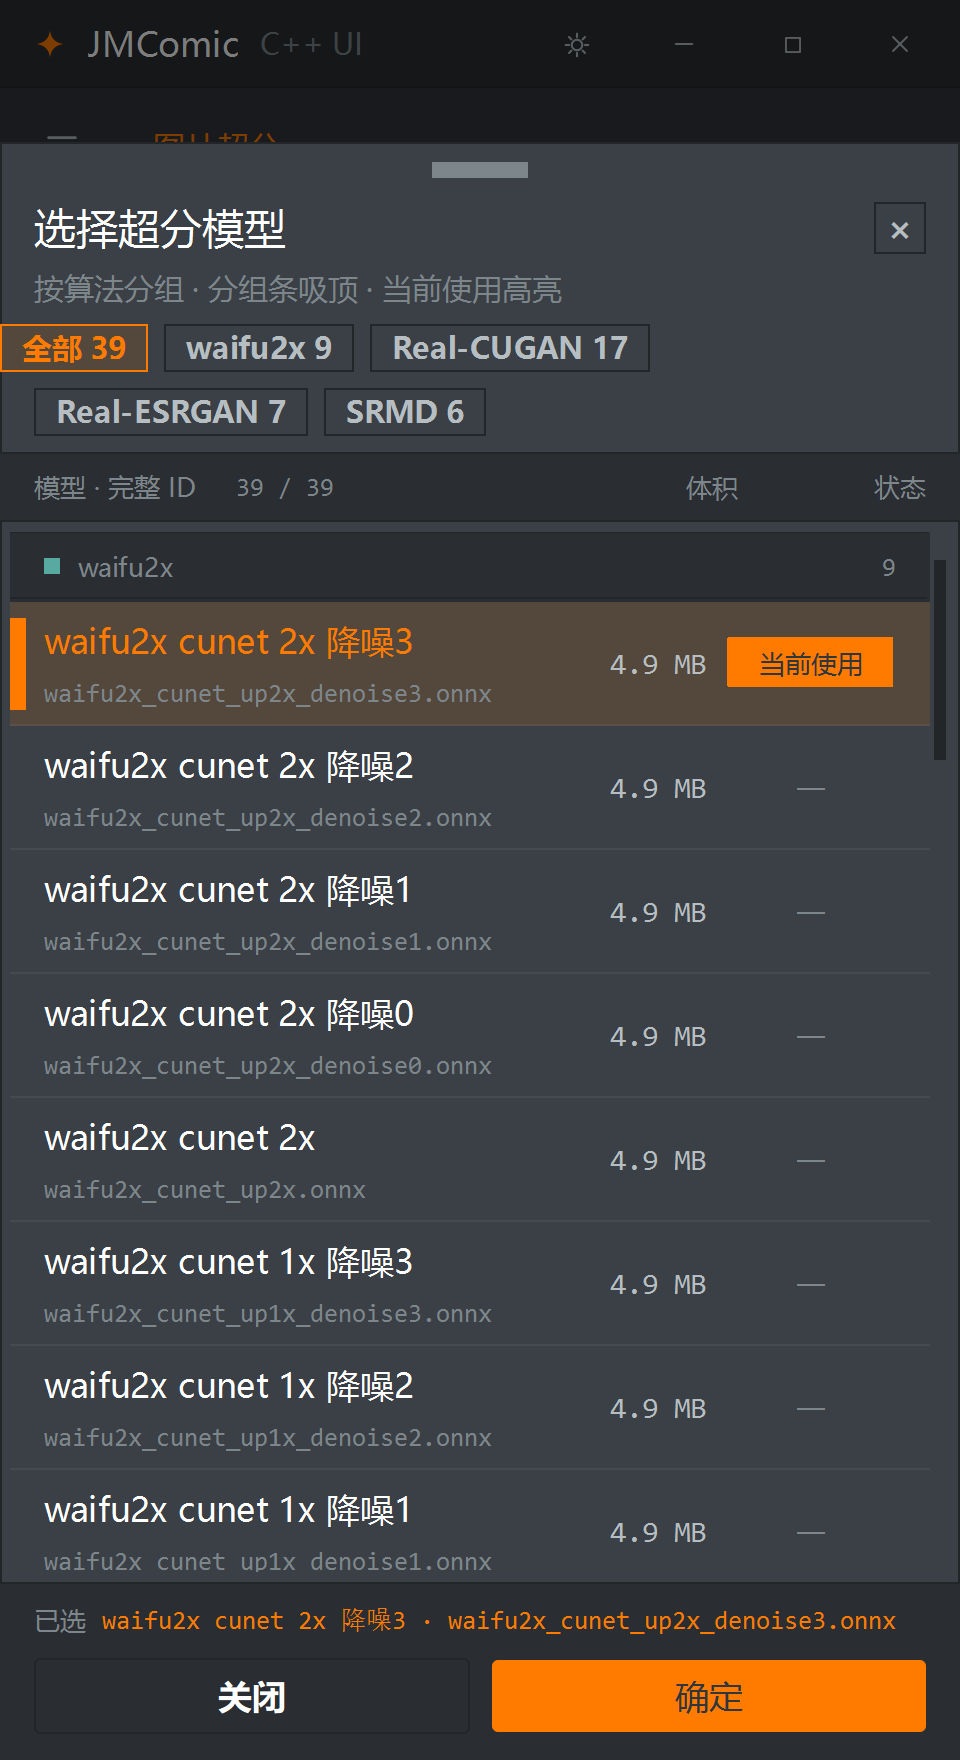 JMComic C++ UI
图片超分
选择超分模型
按算法分组 · 分组条吸顶 · 当前使用高亮
全部 39
waifu2x 9
Real-CUGAN 17
Real-ESRGAN 7
SRMD 6
模型 · 完整 ID 39 / 39 体积 状态
waifu2x 9
waifu2x cunet 2x 降噪3
waifu2x_cunet_up2x_denoise3.onnx
4.9 MB 当前使用
waifu2x cunet 2x 降噪2
waifu2x_cunet_up2x_denoise2.onnx
4.9 MB —
waifu2x cunet 2x 降噪1
waifu2x_cunet_up2x_denoise1.onnx
4.9 MB —
waifu2x cunet 2x 降噪0
waifu2x_cunet_up2x_denoise0.onnx
4.9 MB —
waifu2x cunet 2x
waifu2x_cunet_up2x.onnx
4.9 MB —
waifu2x cunet 1x 降噪3
waifu2x_cunet_up1x_denoise3.onnx
4.9 MB —
waifu2x cunet 1x 降噪2
waifu2x_cunet_up1x_denoise2.onnx
4.9 MB —
waifu2x cunet 1x 降噪1
waifu2x_cunet_up1x_denoise1.onnx
4.9 MB —
已选 waifu2x cunet 2x 降噪3 · waifu2x_cunet_up2x_denoise3.onnx
关闭
确定